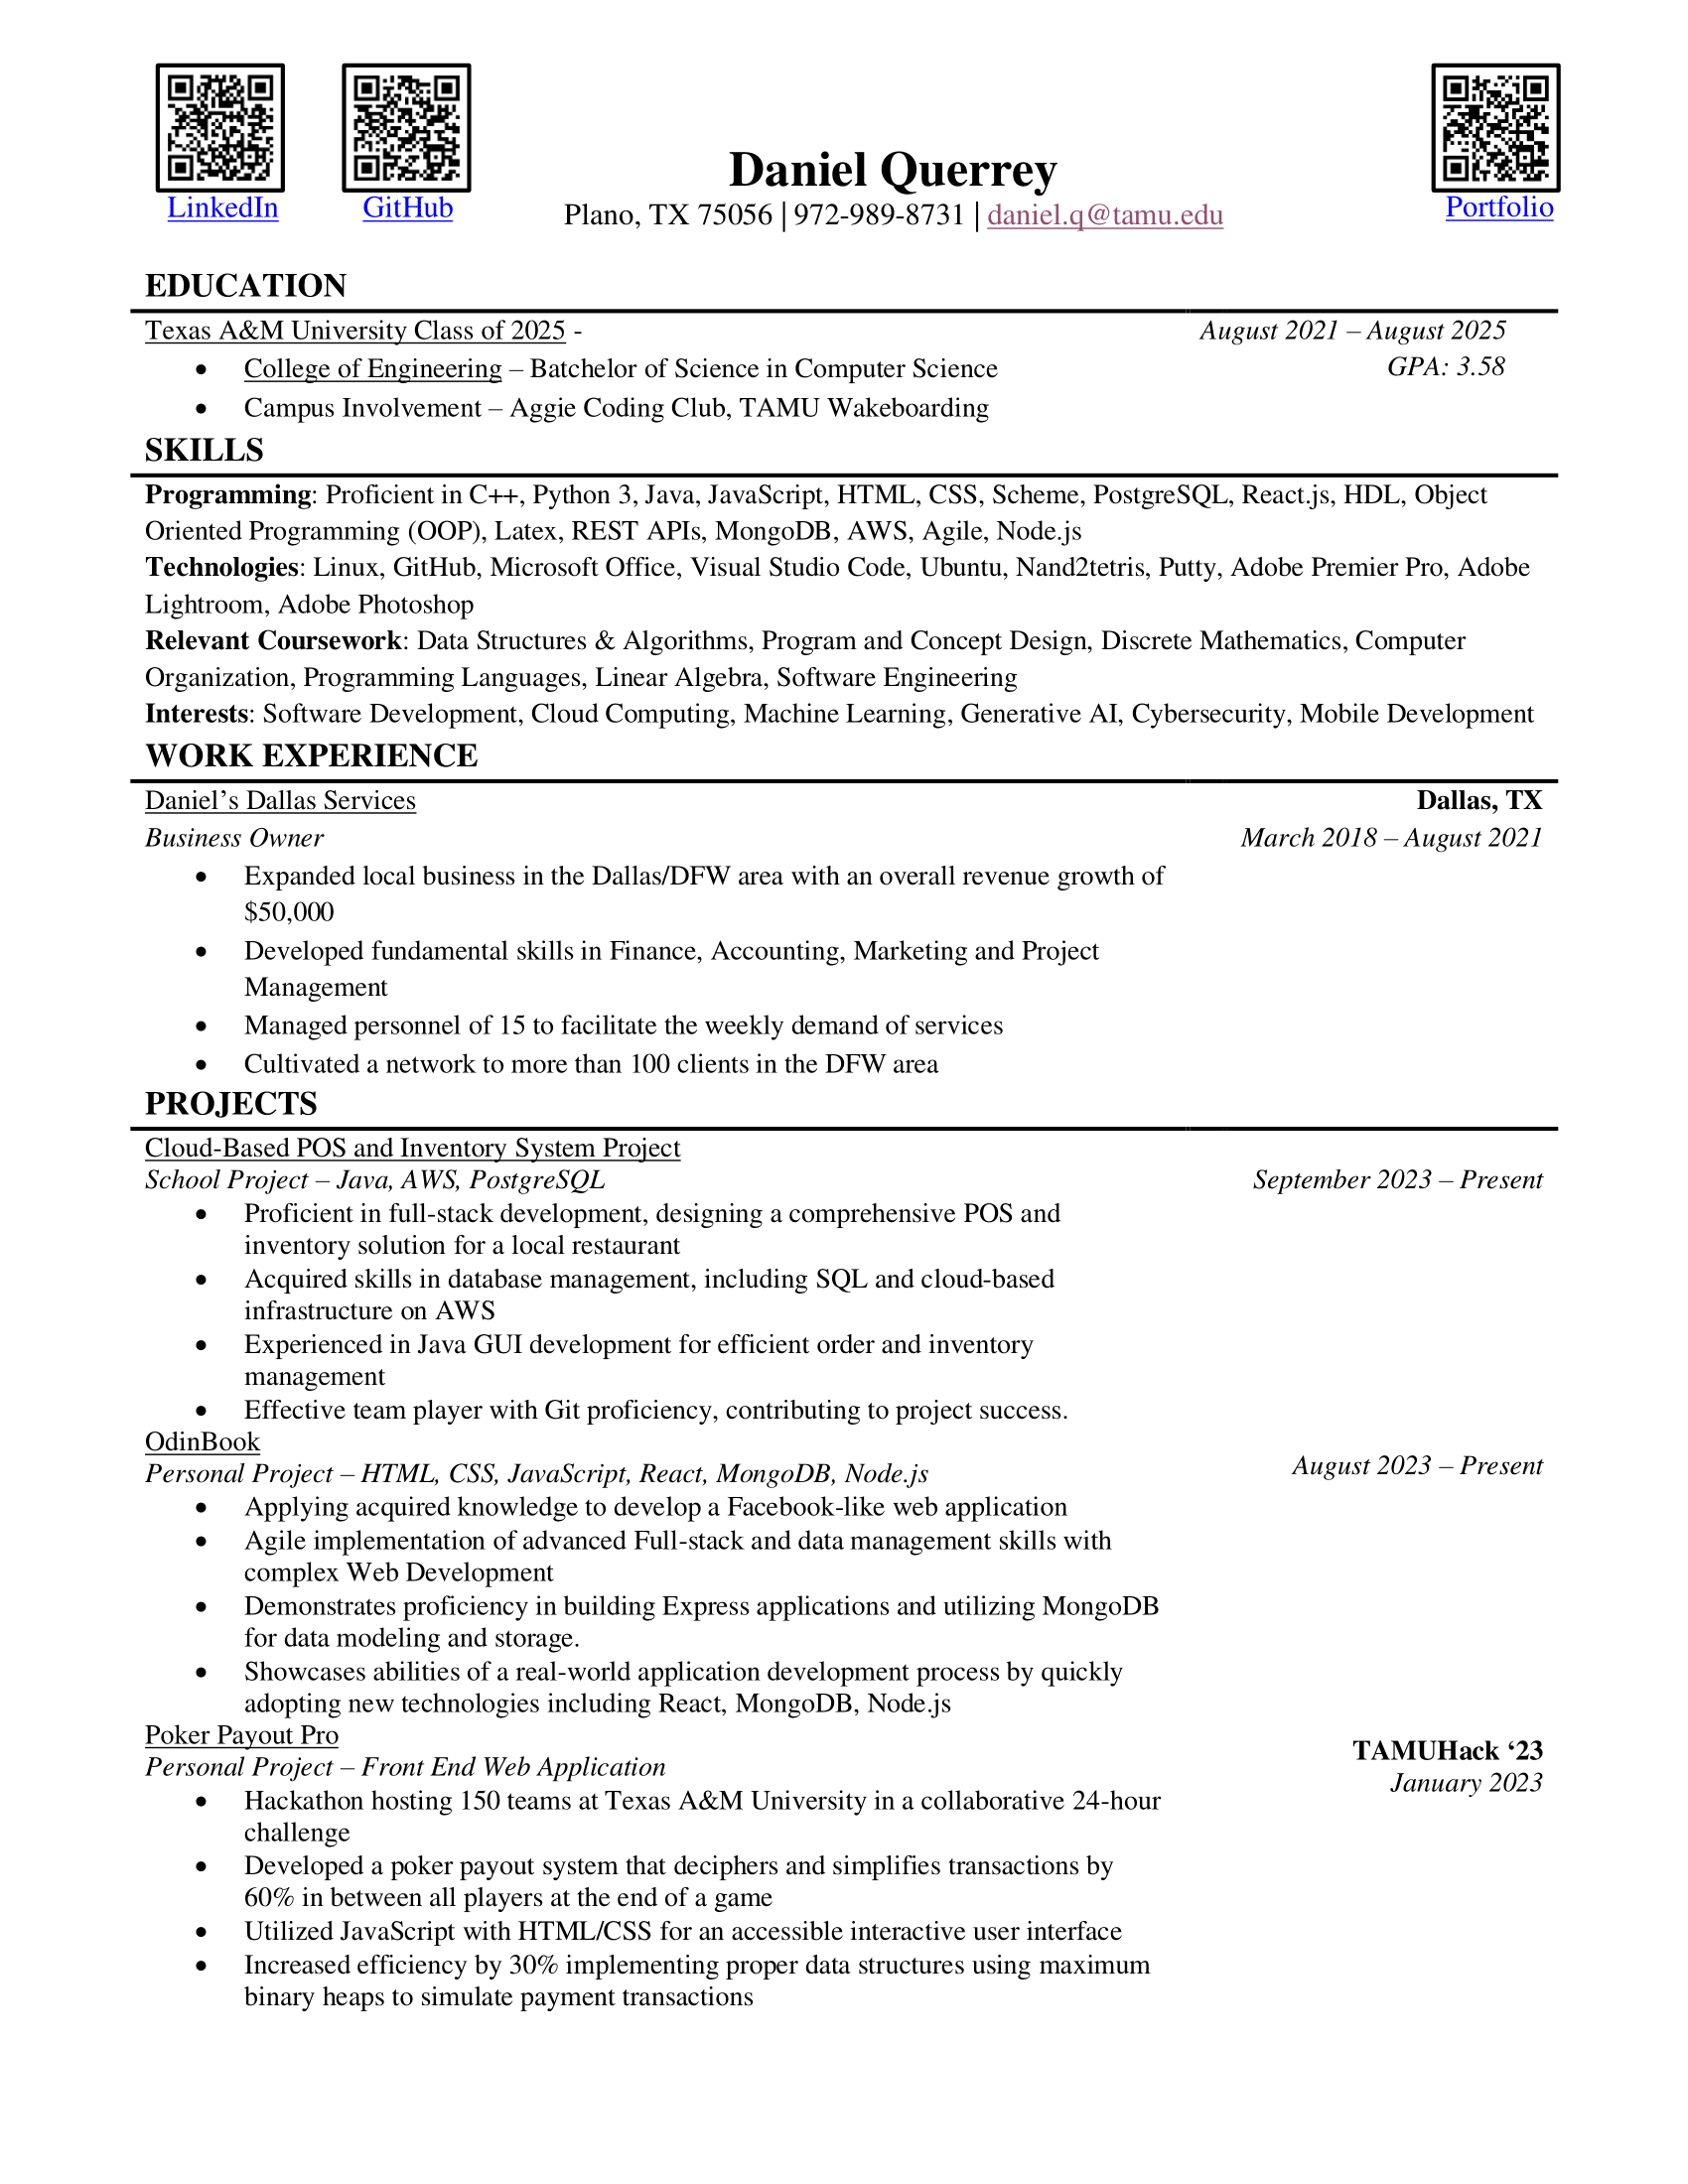 LinkedIn GitHub Portfolio
Daniel Querrey
Plano, TX 75056 | 972-989-8731 | daniel.q@tamu.edu
EDUCATION
Texas A&M University Class of 2025 - August 2021 – August 2025
• College of Engineering – Batchelor of Science in Computer Science GPA: 3.58
• Campus Involvement – Aggie Coding Club, TAMU Wakeboarding
SKILLS
Programming: Proficient in C++, Python 3, Java, JavaScript, HTML, CSS, Scheme, PostgreSQL, React.js, HDL, Object
Oriented Programming (OOP), Latex, REST APIs, MongoDB, AWS, Agile, Node.js
Technologies: Linux, GitHub, Microsoft Office, Visual Studio Code, Ubuntu, Nand2tetris, Putty, Adobe Premier Pro, Adobe
Lightroom, Adobe Photoshop
Relevant Coursework: Data Structures & Algorithms, Program and Concept Design, Discrete Mathematics, Computer
Organization, Programming Languages, Linear Algebra, Software Engineering
Interests: Software Development, Cloud Computing, Machine Learning, Generative AI, Cybersecurity, Mobile Development
WORK EXPERIENCE
Daniel’s Dallas Services Dallas, TX
Business Owner March 2018 – August 2021
• Expanded local business in the Dallas/DFW area with an overall revenue growth of
$50,000
• Developed fundamental skills in Finance, Accounting, Marketing and Project
Management
• Managed personnel of 15 to facilitate the weekly demand of services
• Cultivated a network to more than 100 clients in the DFW area
PROJECTS
Cloud-Based POS and Inventory System Project
School Project – Java, AWS, PostgreSQL September 2023 – Present
• Proficient in full-stack development, designing a comprehensive POS and
inventory solution for a local restaurant
• Acquired skills in database management, including SQL and cloud-based
infrastructure on AWS
• Experienced in Java GUI development for efficient order and inventory
management
• Effective team player with Git proficiency, contributing to project success.
OdinBook
Personal Project – HTML, CSS, JavaScript, React, MongoDB, Node.js August 2023 – Present
• Applying acquired knowledge to develop a Facebook-like web application
• Agile implementation of advanced Full-stack and data management skills with
complex Web Development
• Demonstrates proficiency in building Express applications and utilizing MongoDB
for data modeling and storage.
• Showcases abilities of a real-world application development process by quickly
adopting new technologies including React, MongoDB, Node.js
Poker Payout Pro TAMUHack ‘23
Personal Project – Front End Web Application January 2023
• Hackathon hosting 150 teams at Texas A&M University in a collaborative 24-hour
challenge
• Developed a poker payout system that deciphers and simplifies transactions by
60% in between all players at the end of a game
• Utilized JavaScript with HTML/CSS for an accessible interactive user interface
• Increased efficiency by 30% implementing proper data structures using maximum
binary heaps to simulate payment transactions